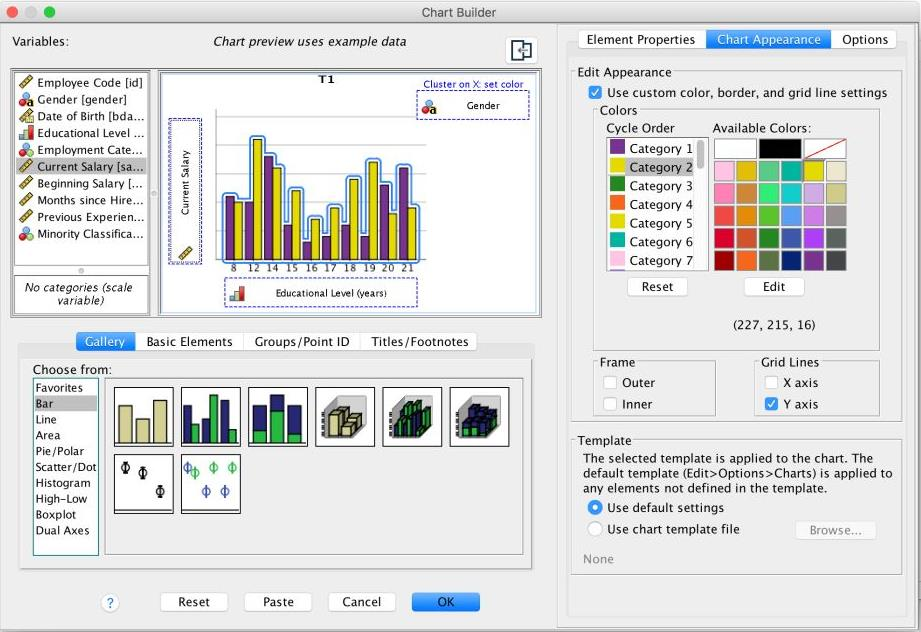 Chart Builder
Variables:
Chart preview uses example data
Employee Code [id]
Gender [gender]
Date of Birth [bda...
Educational Level ...
Employment Cate...
Current Salary [sa...
Beginning Salary [...
Months since Hire...
Previous Experien...
Minority Classifica...
No categories (scale
variable)
T1
Cluster on X: set color
Gender
Current Salary
8 12 14 15 16 17 18 19 20 21
Educational Level (years)
Gallery Basic Elements Groups/Point ID Titles/Footnotes
Choose from:
Favorites
Bar
Line
Area
Pie/Polar
Scatter/Dot
Histogram
High-Low
Boxplot
Dual Axes
? Reset Paste Cancel OK
Element Properties Chart Appearance Options
Edit Appearance
Use custom color, border, and grid line settings
Colors
Cycle Order Available Colors:
Category 1
Category 2
Category 3
Category 4
Category 5
Category 6
Category 7
Reset Edit
(227, 215, 16)
Frame
Outer
Inner
Grid Lines
X axis
Y axis
Template
The selected template is applied to the chart. The
default template (Edit>Options>Charts) is applied to
any elements not defined in the template.
Use default settings
Use chart template file Browse...
None